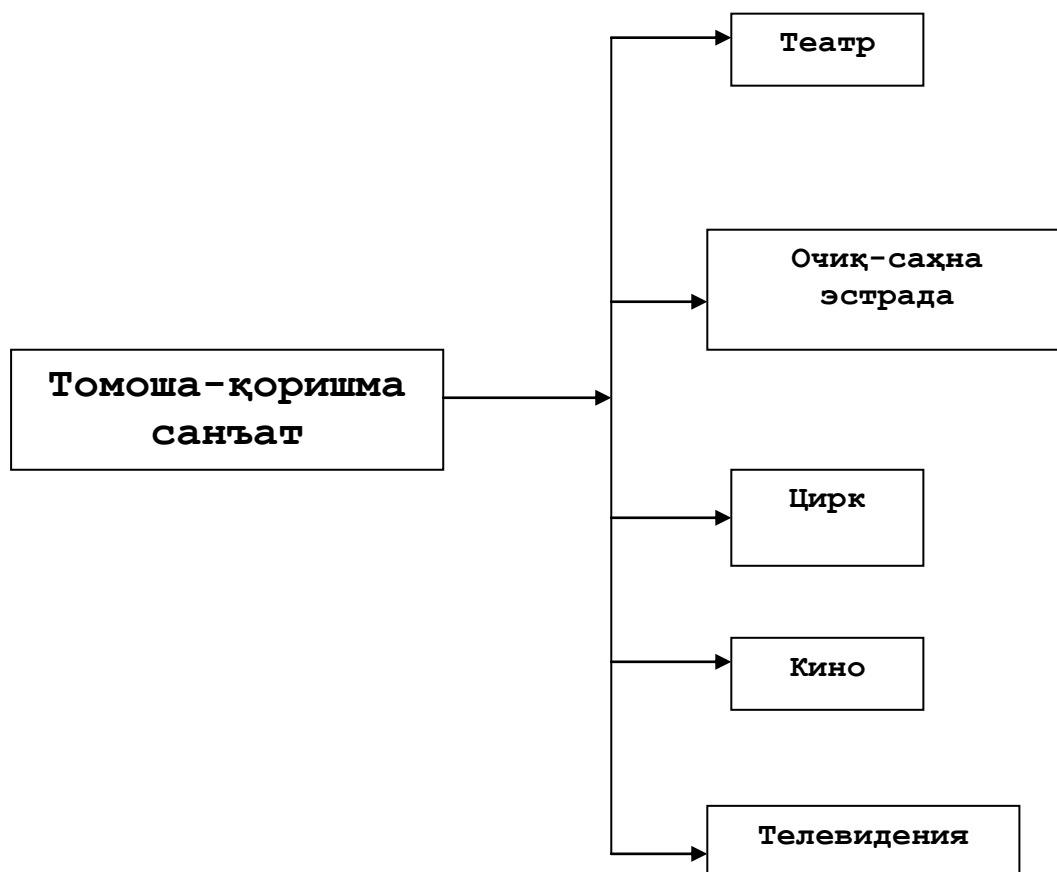 Театр
Очиқ-саҳна
эстрада
Томоша-қоришма
санъат
Цирк
Кино
Телевидения